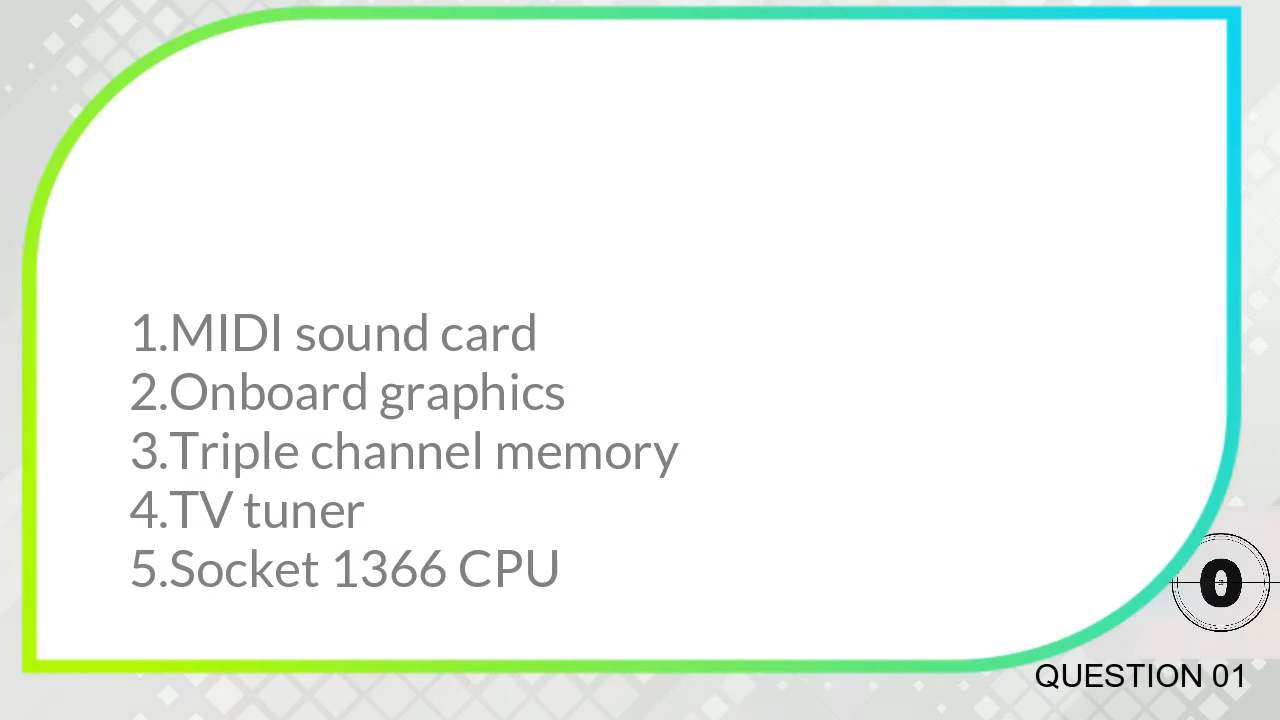 1.MIDI sound card
2.Onboard graphics
3.Triple channel memory
4.TV tuner
5.Socket 1366 CPU
0
QUESTION 01